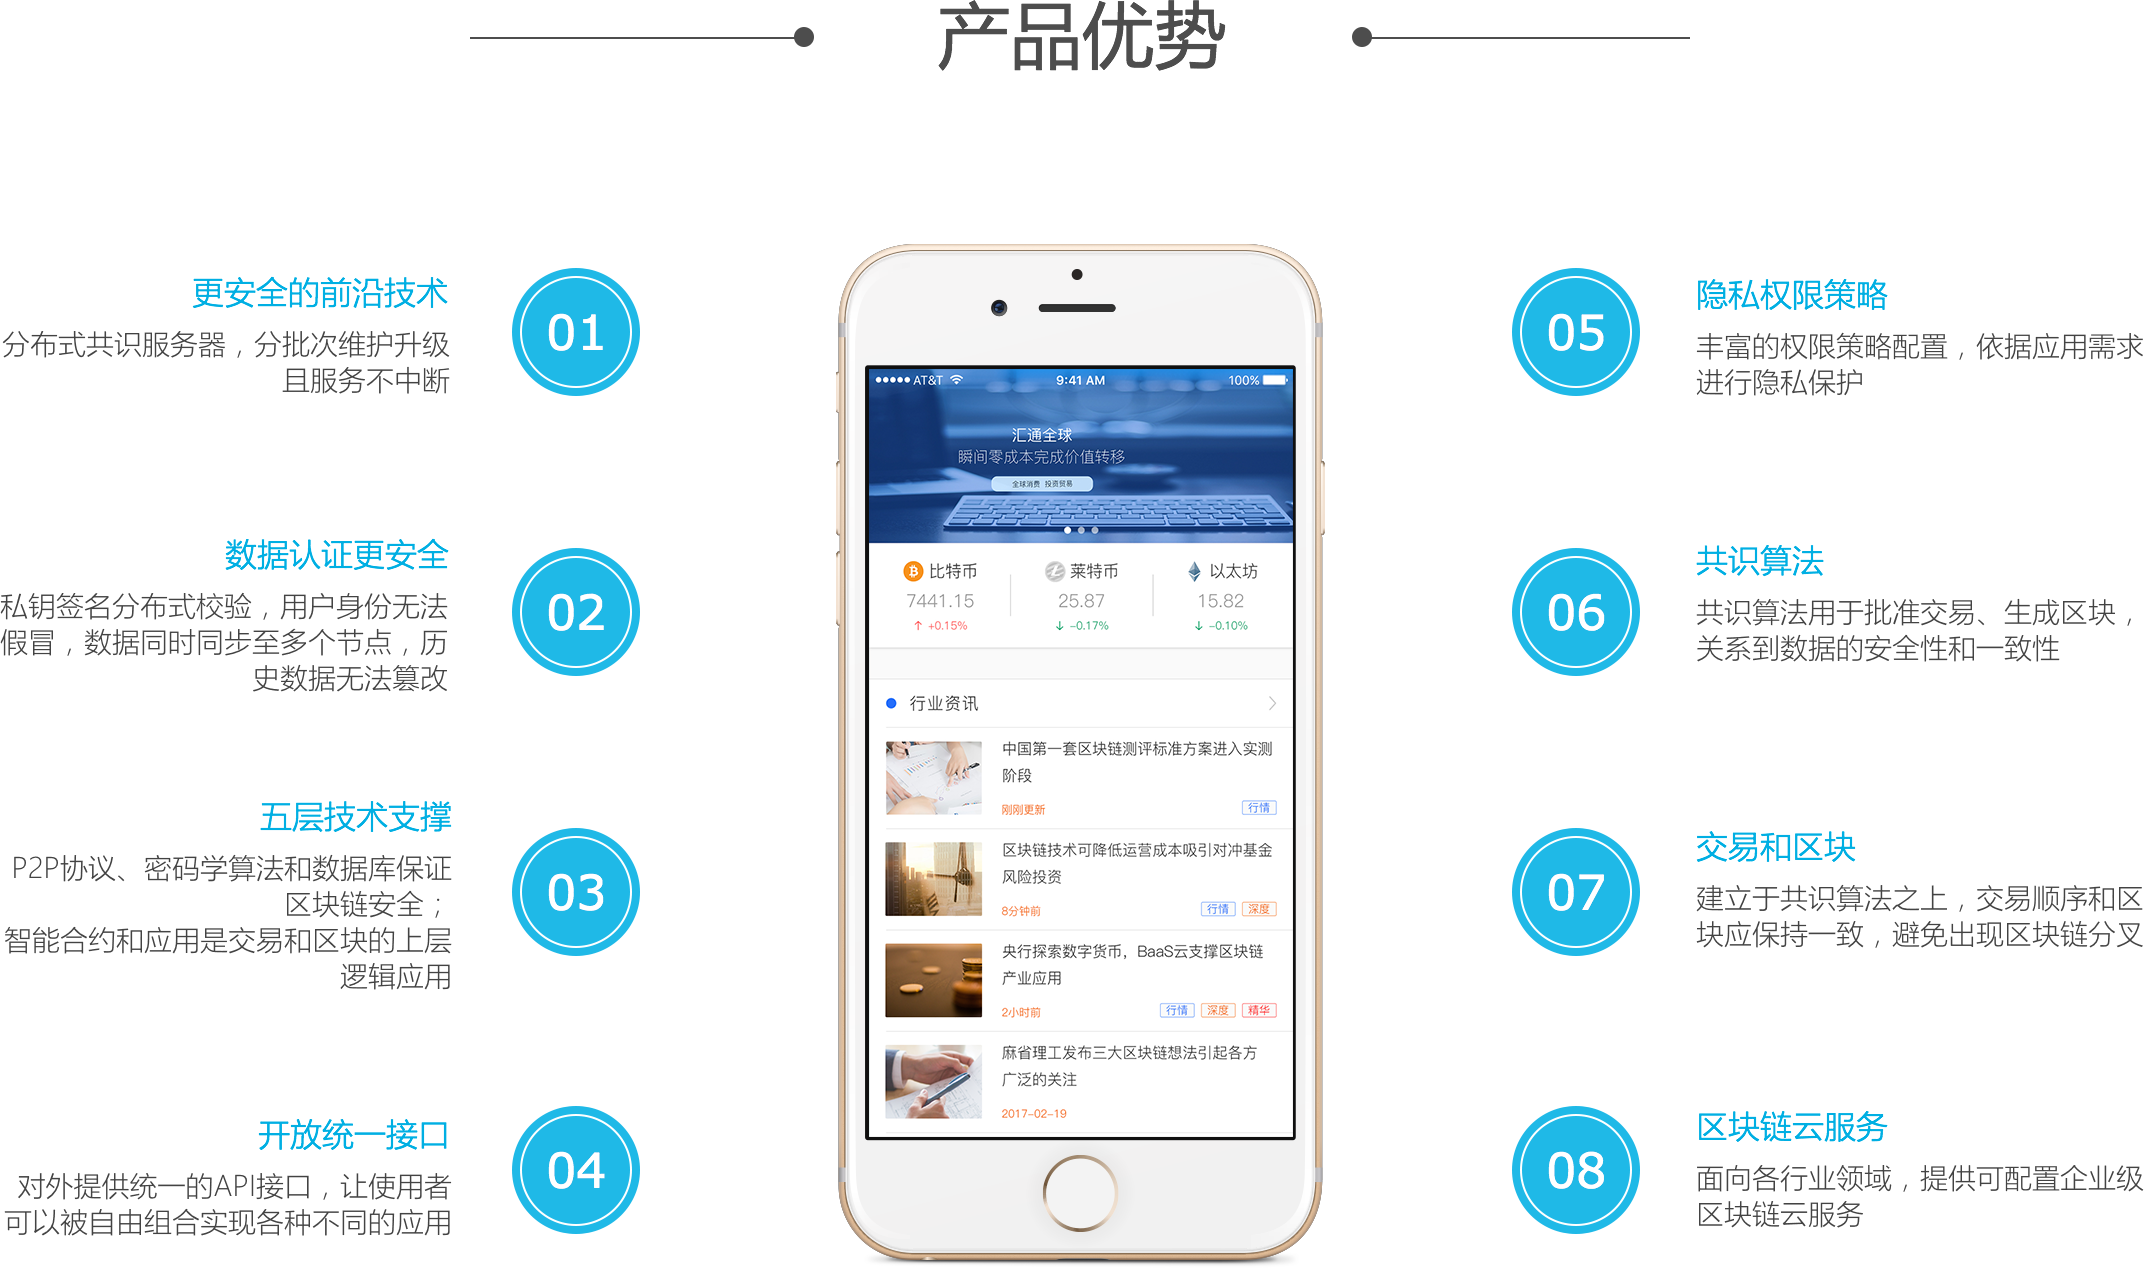 产品优势
更安全的前沿技术
01
分布式共识服务器，分批次维护升级
且服务不中断
数据认证更安全
02
私钥签名分布式校验，用户身份无法
假冒，数据同时同步至多个节点，历
史数据无法篡改
五层技术支撑
03
P2P协议、密码学算法和数据库保证
区块链安全；
智能合约和应用是交易和区块的上层
逻辑应用
开放统一接口
04
对外提供统一的API接口，让使用者
可以被自由组合实现各种不同的应用
AT&T 9:41 AM 100%
汇通全球
瞬间零成本完成价值转移
全球消费 投资贸易
比特币 莱特币 以太坊
7441.15 25.87 15.82
↑ +0.15% ↓ -0.17% ↓ -0.10%
行业资讯
中国第一套区块链测评标准方案进入实测
阶段
刚刚更新 行情
区块链技术可降低运营成本吸引对冲基金
风险投资
8分钟前 行情 深度
央行探索数字货币，BaaS云支撑区块链
产业应用
2小时前 行情 深度 精华
麻省理工发布三大区块链想法引起各方
广泛的关注
2017-02-19
05
隐私权限策略
丰富的权限策略配置，依据应用需求
进行隐私保护
06
共识算法
共识算法用于批准交易、生成区块，
关系到数据的安全性和一致性
07
交易和区块
建立于共识算法之上，交易顺序和区
块应保持一致，避免出现区块链分叉
08
区块链云服务
面向各行业领域，提供可配置企业级
区块链云服务